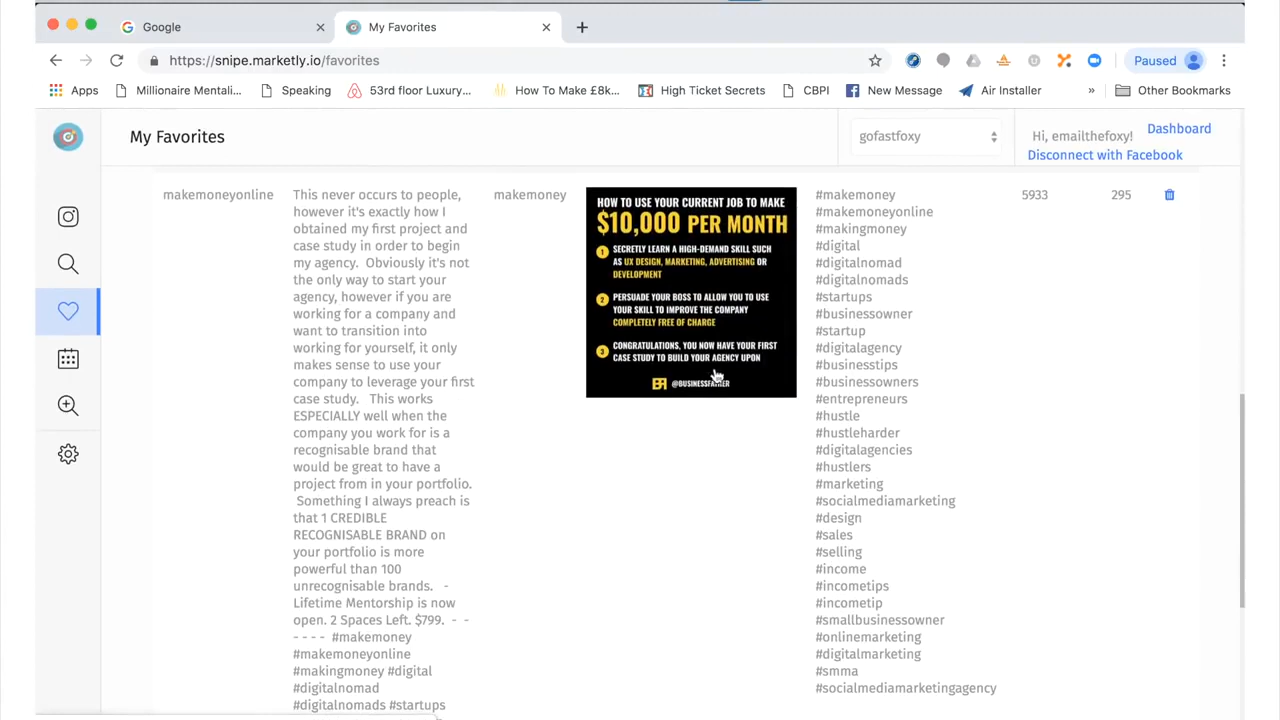 Google
My Favorites
https://snipe.marketly.io/favorites
Paused
Apps
Millionaire Mentali...
Speaking
53rd floor Luxury...
How To Make £8k...
High Ticket Secrets
CBPI
New Message
Air Installer
»
Other Bookmarks
My Favorites
gofastfoxy
Hi, emailthefoxy!
Dashboard
Disconnect with Facebook
makemoneyonline
This never occurs to people,
however it's exactly how I
obtained my first project and
case study in order to begin
my agency. Obviously it's not
the only way to start your
agency, however if you are
working for a company and
want to transition into
working for yourself, it only
makes sense to use your
company to leverage your first
case study. This works
ESPECIALLY well when the
company you work for is a
recognisable brand that
would be great to have a
project from in your portfolio.
Something I always preach is
that 1 CREDIBLE
RECOGNISABLE BRAND on
your portfolio is more
powerful than 100
unrecognisable brands. -
Lifetime Mentorship is now
open. 2 Spaces Left. $799. - -
- - - - #makemoney
#makemoneyonline
#makingmoney #digital
#digitalnomad
#digitalnomads #startups
makemoney
HOW TO USE YOUR CURRENT JOB TO MAKE
$10,000 PER MONTH
1 SECRETLY LEARN A HIGH-DEMAND SKILL SUCH
AS UX DESIGN, MARKETING, ADVERTISING OR
DEVELOPMENT
2 PERSUADE YOUR BOSS TO ALLOW YOU TO USE
YOUR SKILL TO IMPROVE THE COMPANY
COMPLETELY FREE OF CHARGE
3 CONGRATULATIONS, YOU NOW HAVE YOUR FIRST
CASE STUDY TO BUILD YOUR AGENCY UPON
#makemoney
#makemoneyonline
#makingmoney
#digital
#digitalnomad
#digitalnomads
#startups
#businessowner
#startup
#digitalagency
#businesstips
#businessowners
#entrepreneurs
#hustle
#hustleharder
#digitalagencies
#hustlers
#marketing
#socialmediamarketing
#design
#sales
#selling
#income
#incometips
#incometip
#smallbusinessowner
#onlinemarketing
#digitalmarketing
#smma
#socialmediamarketingagency
5933
295